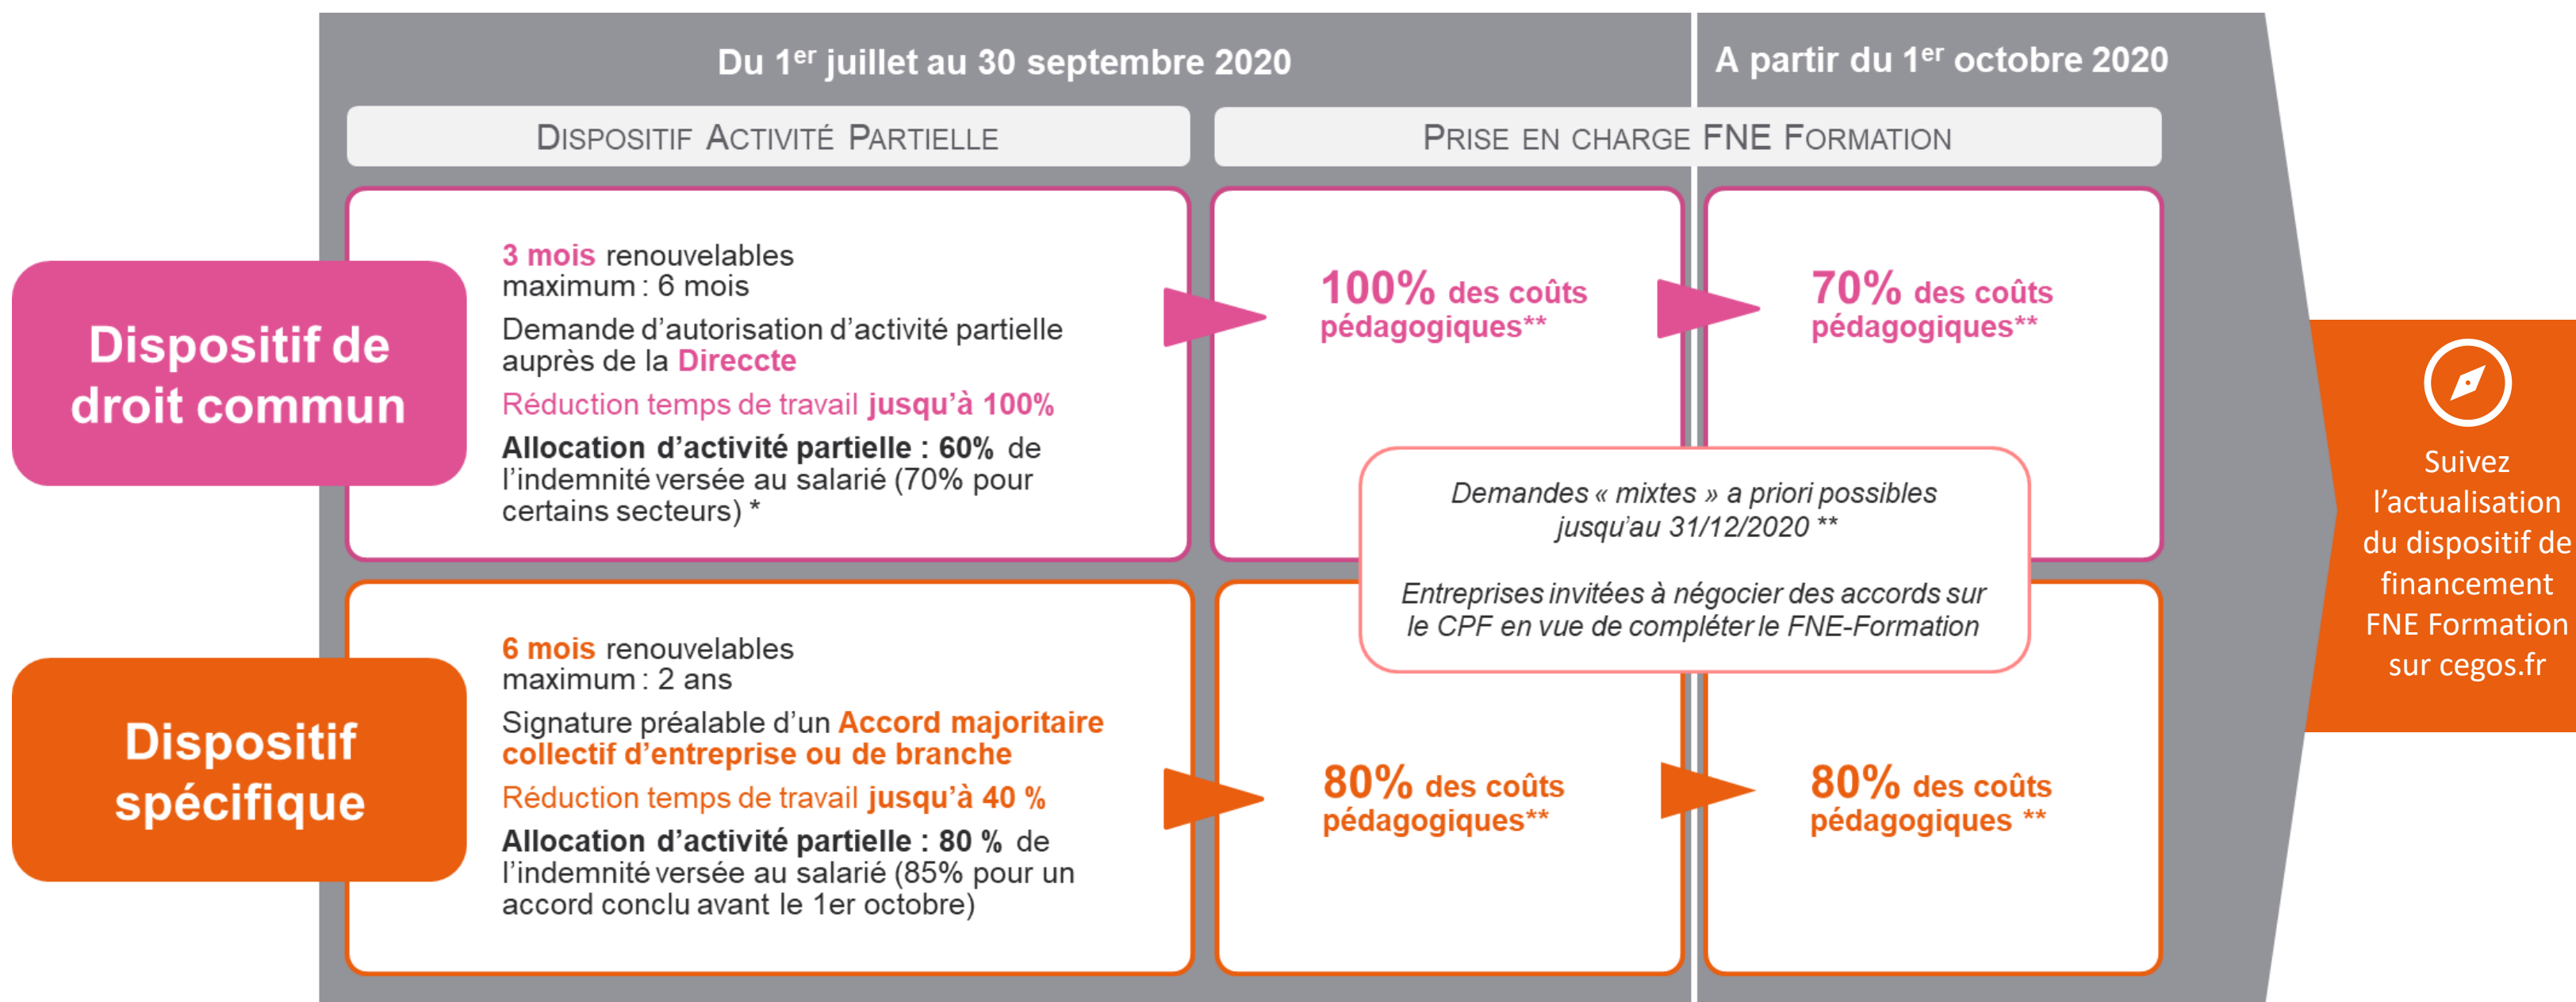 Du 1er juillet au 30 septembre 2020
A partir du 1er octobre 2020
DISPOSITIF ACTIVITÉ PARTIELLE
PRISE EN CHARGE FNE FORMATION
Dispositif de
droit commun
3 mois renouvelables
maximum : 6 mois
Demande d’autorisation d’activité partielle
auprès de la Direccte
Réduction temps de travail jusqu’à 100%
Allocation d’activité partielle : 60% de
l’indemnité versée au salarié (70% pour
certains secteurs) *
100% des coûts
pédagogiques**
70% des coûts
pédagogiques**
Demandes « mixtes » a priori possibles
jusqu’au 31/12/2020 **
Entreprises invitées à négocier des accords sur
le CPF en vue de compléter le FNE-Formation
Dispositif
spécifique
6 mois renouvelables
maximum : 2 ans
Signature préalable d’un Accord majoritaire
collectif d’entreprise ou de branche
Réduction temps de travail jusqu’à 40 %
Allocation d’activité partielle : 80 % de
l’indemnité versée au salarié (85% pour un
accord conclu avant le 1er octobre)
80% des coûts
pédagogiques**
80% des coûts
pédagogiques **
Suivez
l’actualisation
du dispositif de
financement
FNE Formation
sur cegos.fr